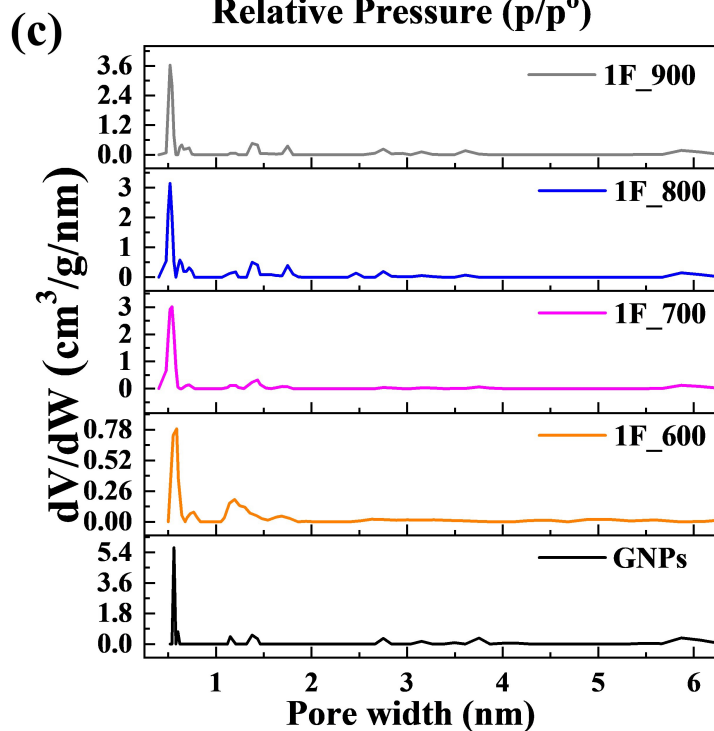 Relative Pressure (p/pº)
(c)
dV/dW (cm³/g/nm)
3.6
2.4
1.2
0.0
1F_900
3
2
1
0
1F_800
3
2
1
0
1F_700
0.78
0.52
0.26
0.00
1F_600
5.4
3.6
1.8
0.0
GNPs
1 2 3 4 5 6
Pore width (nm)